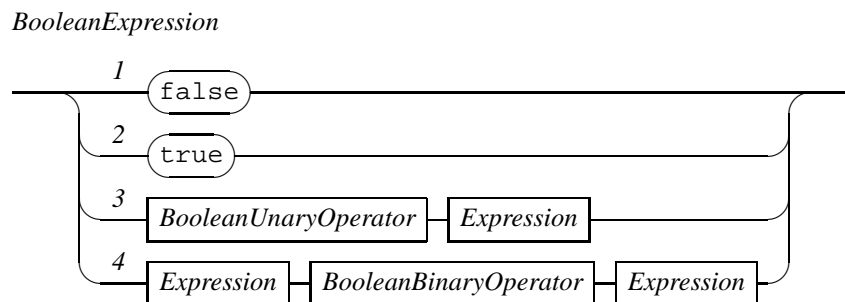 BooleanExpression
1 false
2 true
3 BooleanUnaryOperator Expression
4 Expression BooleanBinaryOperator Expression